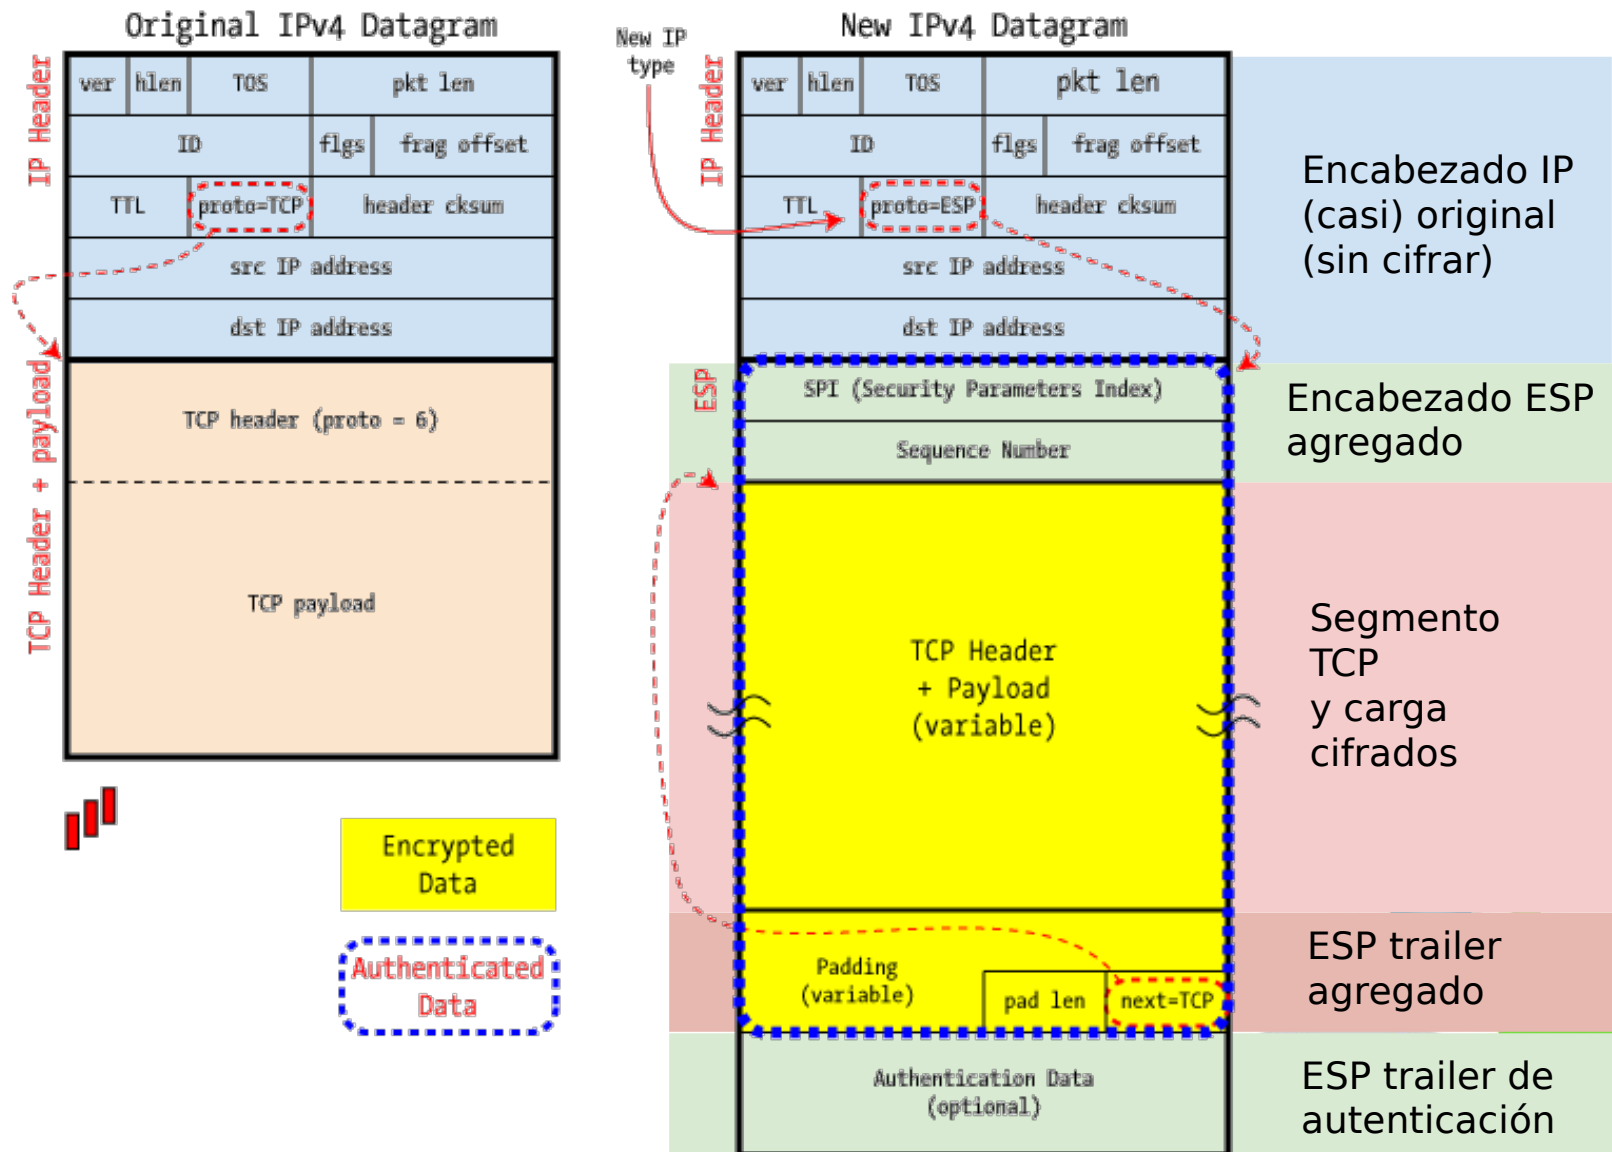 Original IPv4 Datagram
IP Header
ver hlen TOS pkt len
ID flgs frag offset
TTL proto=TCP header cksum
src IP address
dst IP address
TCP Header + payload
TCP header (proto = 6)
TCP payload
Encrypted
Data
Authenticated
Data
New IP
type
New IPv4 Datagram
IP Header
ver hlen TOS pkt len
ID flgs frag offset
TTL proto=ESP header cksum
src IP address
dst IP address
ESP
SPI (Security Parameters Index)
Sequence Number
TCP Header
+ Payload
(variable)
Padding
(variable)
pad len next=TCP
Authentication Data
(optional)
Encabezado IP
(casi) original
(sin cifrar)
Encabezado ESP
agregado
Segmento
TCP
y carga
cifrados
ESP trailer
agregado
ESP trailer de
autenticación